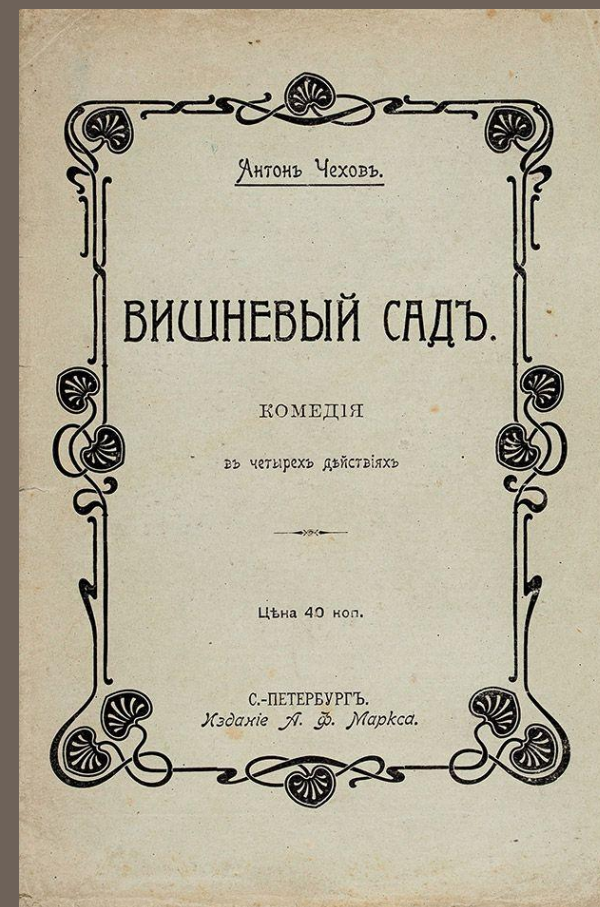 Антонъ Чеховъ.
ВИШНЕВЫЙ САДЪ.
КОМЕДІЯ
въ четырехъ дѣйствіяхъ
Цѣна 40 коп.
С.-ПЕТЕРБУРГЪ.
Изданіе А. Ф. Маркса.